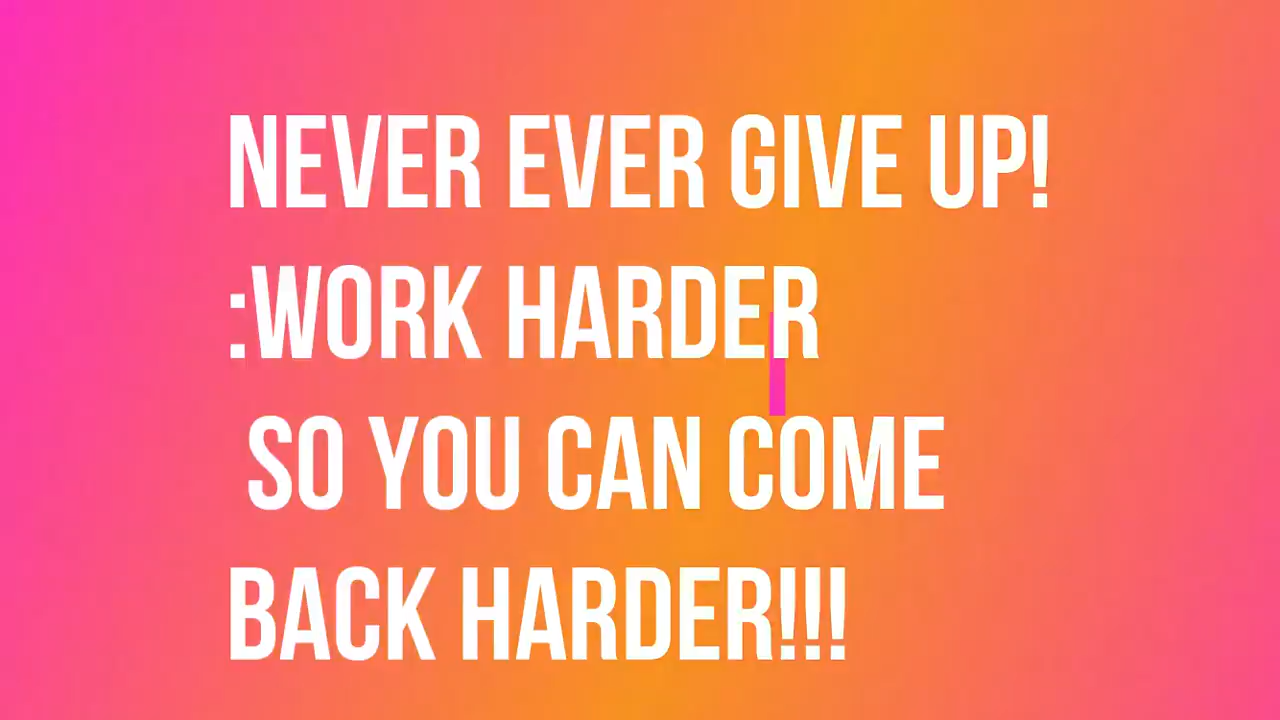 NEVER EVER GIVE UP!
:WORK HARDER
SO YOU CAN COME
BACK HARDER!!!